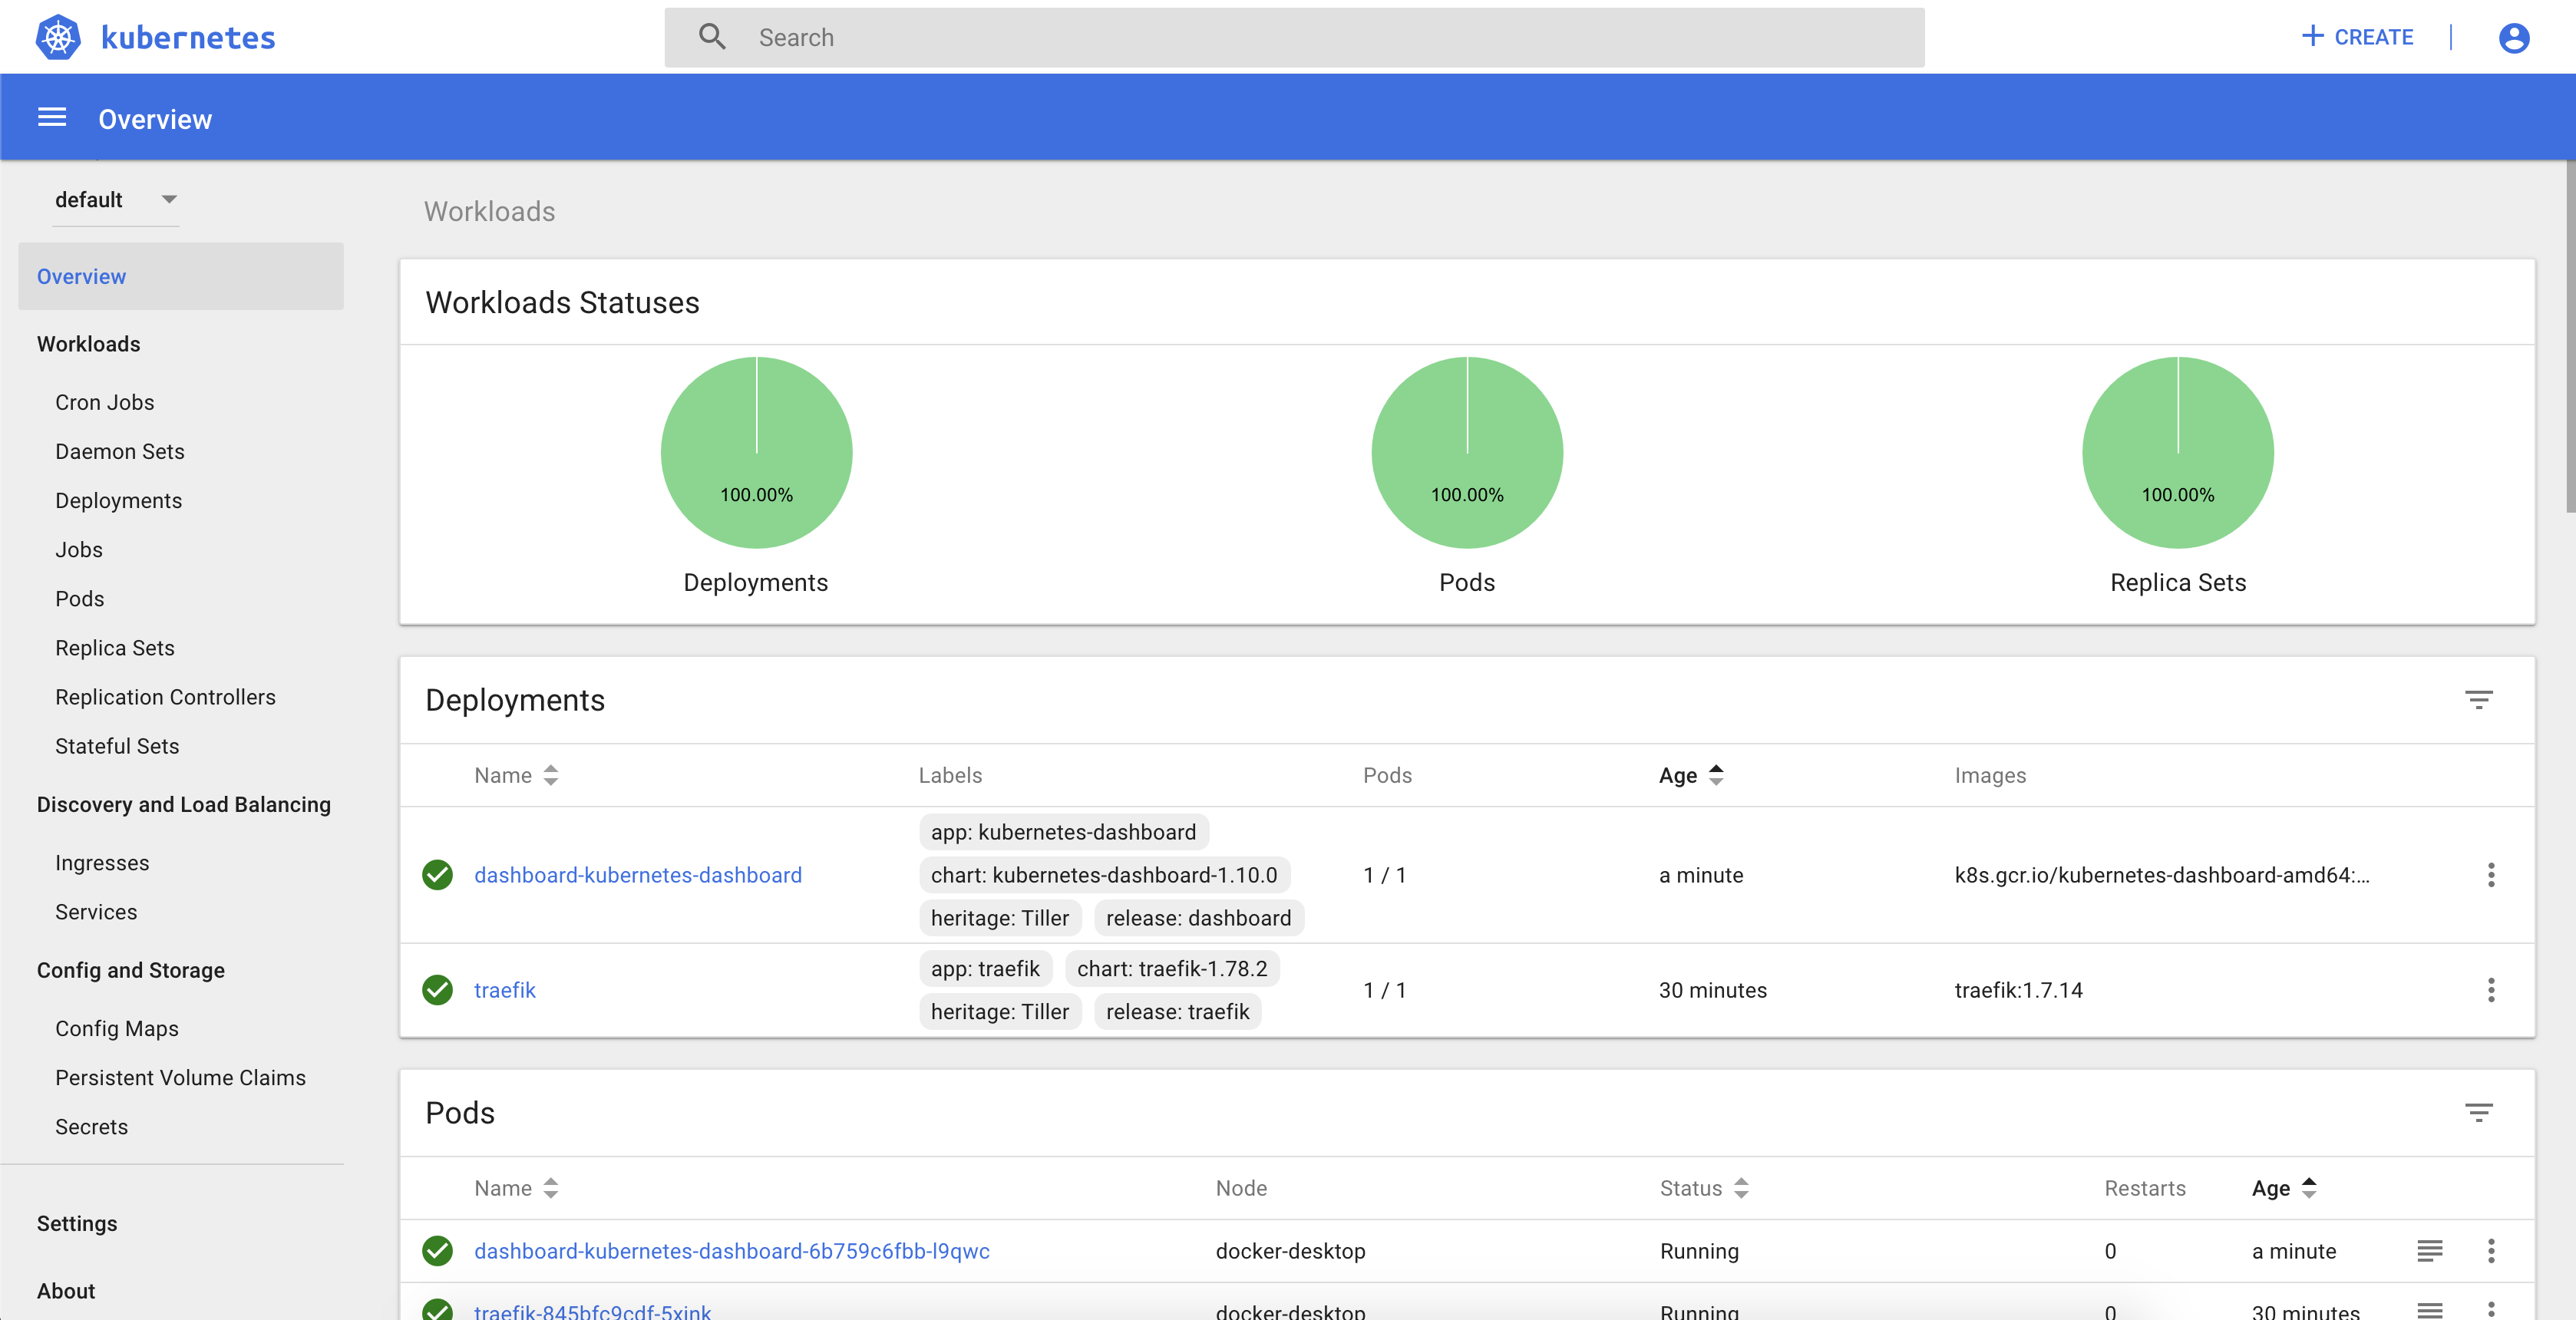 kubernetes
Search
CREATE
Overview
default
Overview
Workloads
Cron Jobs
Daemon Sets
Deployments
Jobs
Pods
Replica Sets
Replication Controllers
Stateful Sets
Discovery and Load Balancing
Ingresses
Services
Config and Storage
Config Maps
Persistent Volume Claims
Secrets
Settings
About
Workloads
Workloads Statuses
100.00% 100.00% 100.00%
Deployments Pods Replica Sets
Deployments
Name Labels Pods Age Images
app: kubernetes-dashboard
dashboard-kubernetes-dashboard chart: kubernetes-dashboard-1.10.0 1 / 1 a minute k8s.gcr.io/kubernetes-dashboard-amd64:...
heritage: Tiller release: dashboard
app: traefik chart: traefik-1.78.2
traefik 1 / 1 30 minutes traefik:1.7.14
heritage: Tiller release: traefik
Pods
Name Node Status Restarts Age
dashboard-kubernetes-dashboard-6b759c6fbb-l9qwc docker-desktop Running 0 a minute
traefik-845bfc9cdf-5xink docker-desktop Running 0 30 minutes